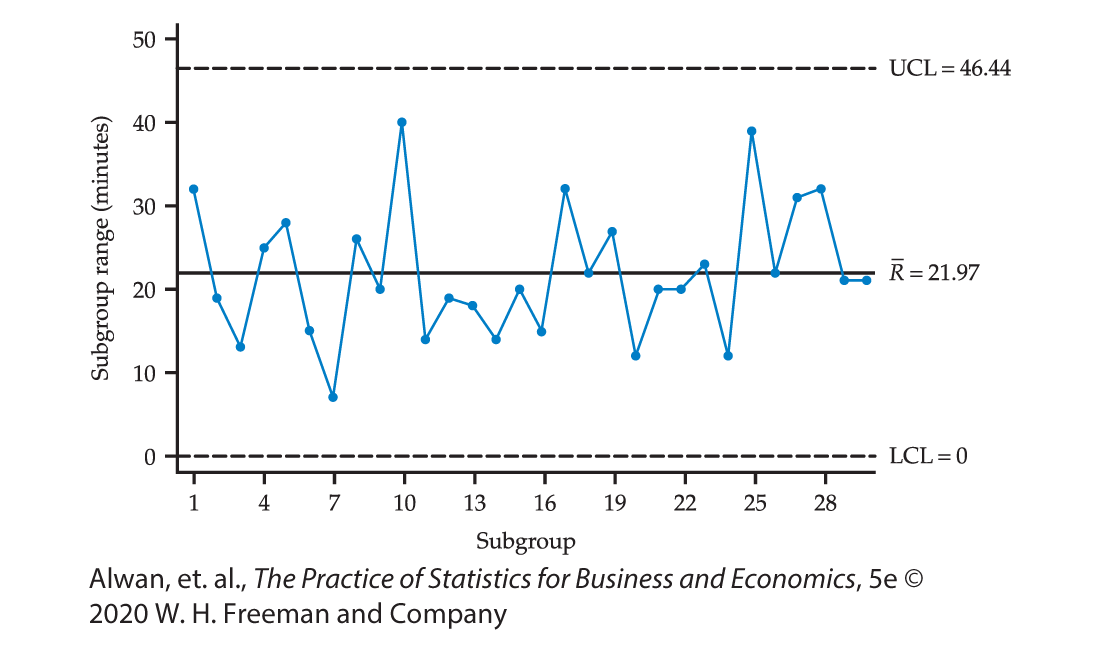 50
UCL = 46.44
40
30
R̄ = 21.97
20
10
0
LCL = 0
Subgroup range (minutes)
1 4 7 10 13 16 19 22 25 28
Subgroup
Alwan, et. al., The Practice of Statistics for Business and Economics, 5e ©
2020 W. H. Freeman and Company